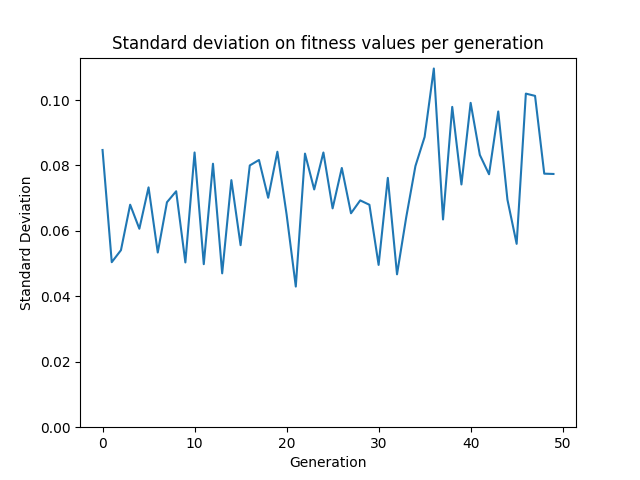 Standard deviation on fitness values per generation
0.10
0.08
0.06
0.04
0.02
0.00
Standard Deviation
0 10 20 30 40 50
Generation